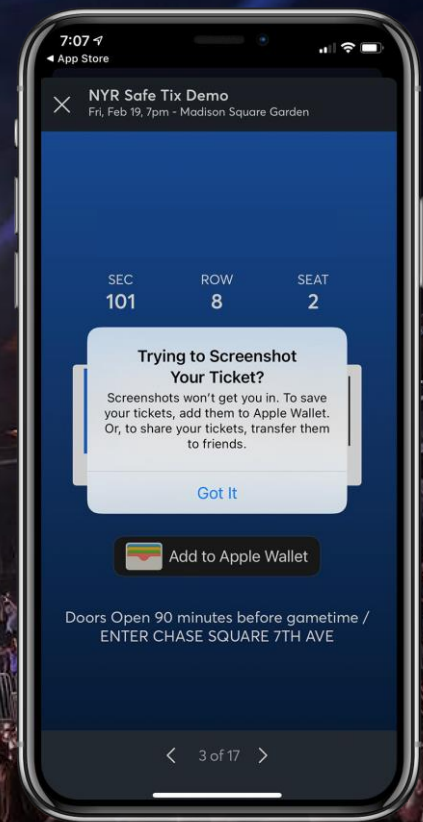 7:07
◀ App Store
NYR Safe Tix Demo
Fri, Feb 19, 7pm - Madison Square Garden
SEC ROW SEAT
101 8 2
Trying to Screenshot
Your Ticket?
Screenshots won't get you in. To save
your tickets, add them to Apple Wallet.
Or, to share your tickets, transfer them
to friends.
Got It
Add to Apple Wallet
Doors Open 90 minutes before gametime /
ENTER CHASE SQUARE 7TH AVE
3 of 17